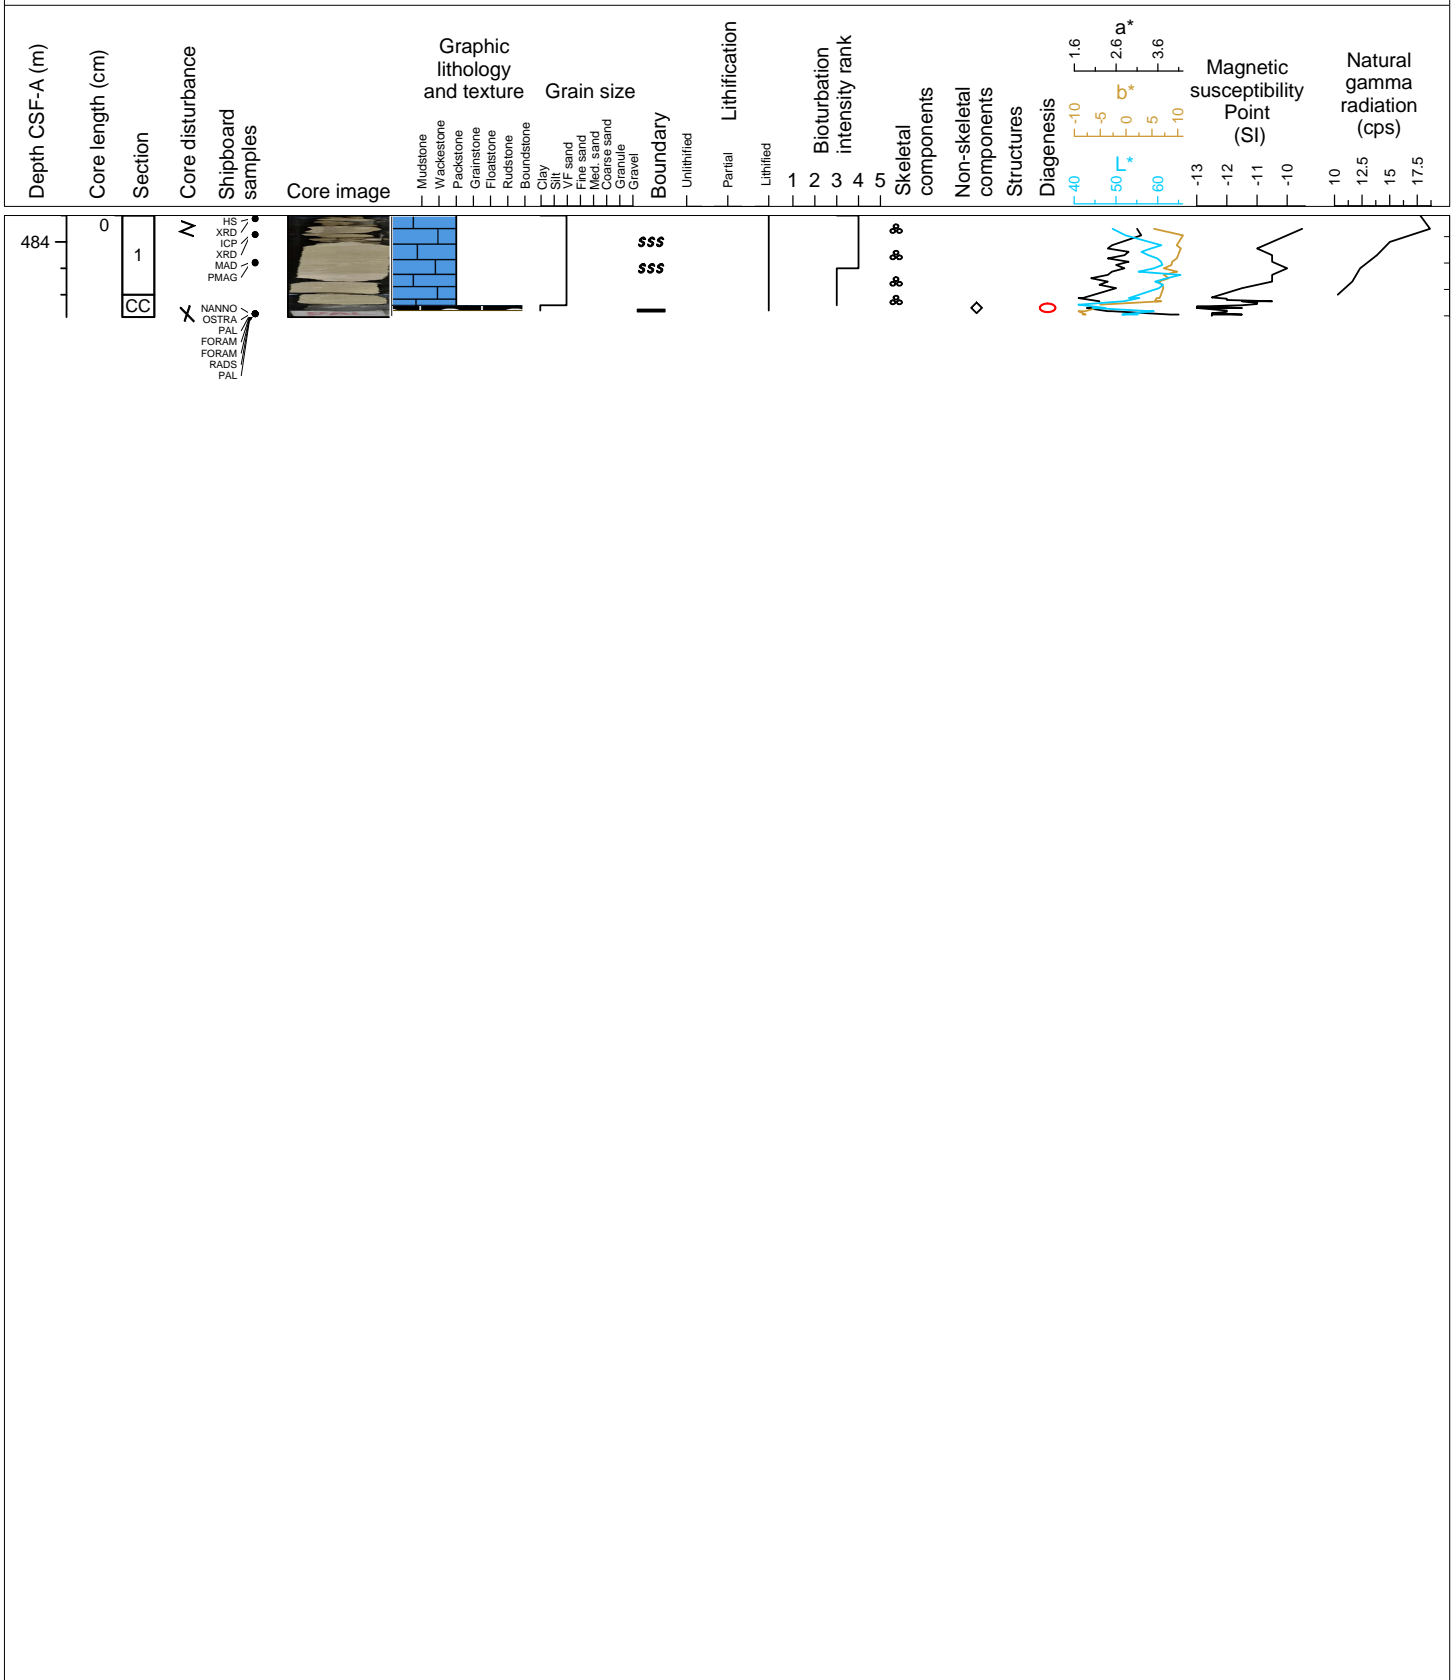 Depth CSF-A (m)
Core length (cm)
Section
Core disturbance
Shipboard
samples
Core image
Graphic
lithology
and texture
Mudstone
Wackestone
Packstone
Grainstone
Floatstone
Rudstone
Boundstone
Grain size
Clay
Silt
VF sand
Fine sand
Med. sand
Coarse sand
Granule
Gravel
Boundary
Lithification
Unlithified
Partial
Lithified
Bioturbation
intensity rank
1 2 3 4 5
Skeletal
components
Non-skeletal
components
Structures
Diagenesis
a*
1.6 2.6 3.6
b*
-10 -5 0 5 10
L*
40 50 60
Magnetic
susceptibility
Point
(SI)
-13 -12 -11 -10
Natural
gamma
radiation
(cps)
10 12.5 15 17.5
484
0
1
CC
HS
XRD
ICP
XRD
MAD
PMAG
NANNO
OSTRA
PAL
FORAM
FORAM
RADS
PAL
sss
sss